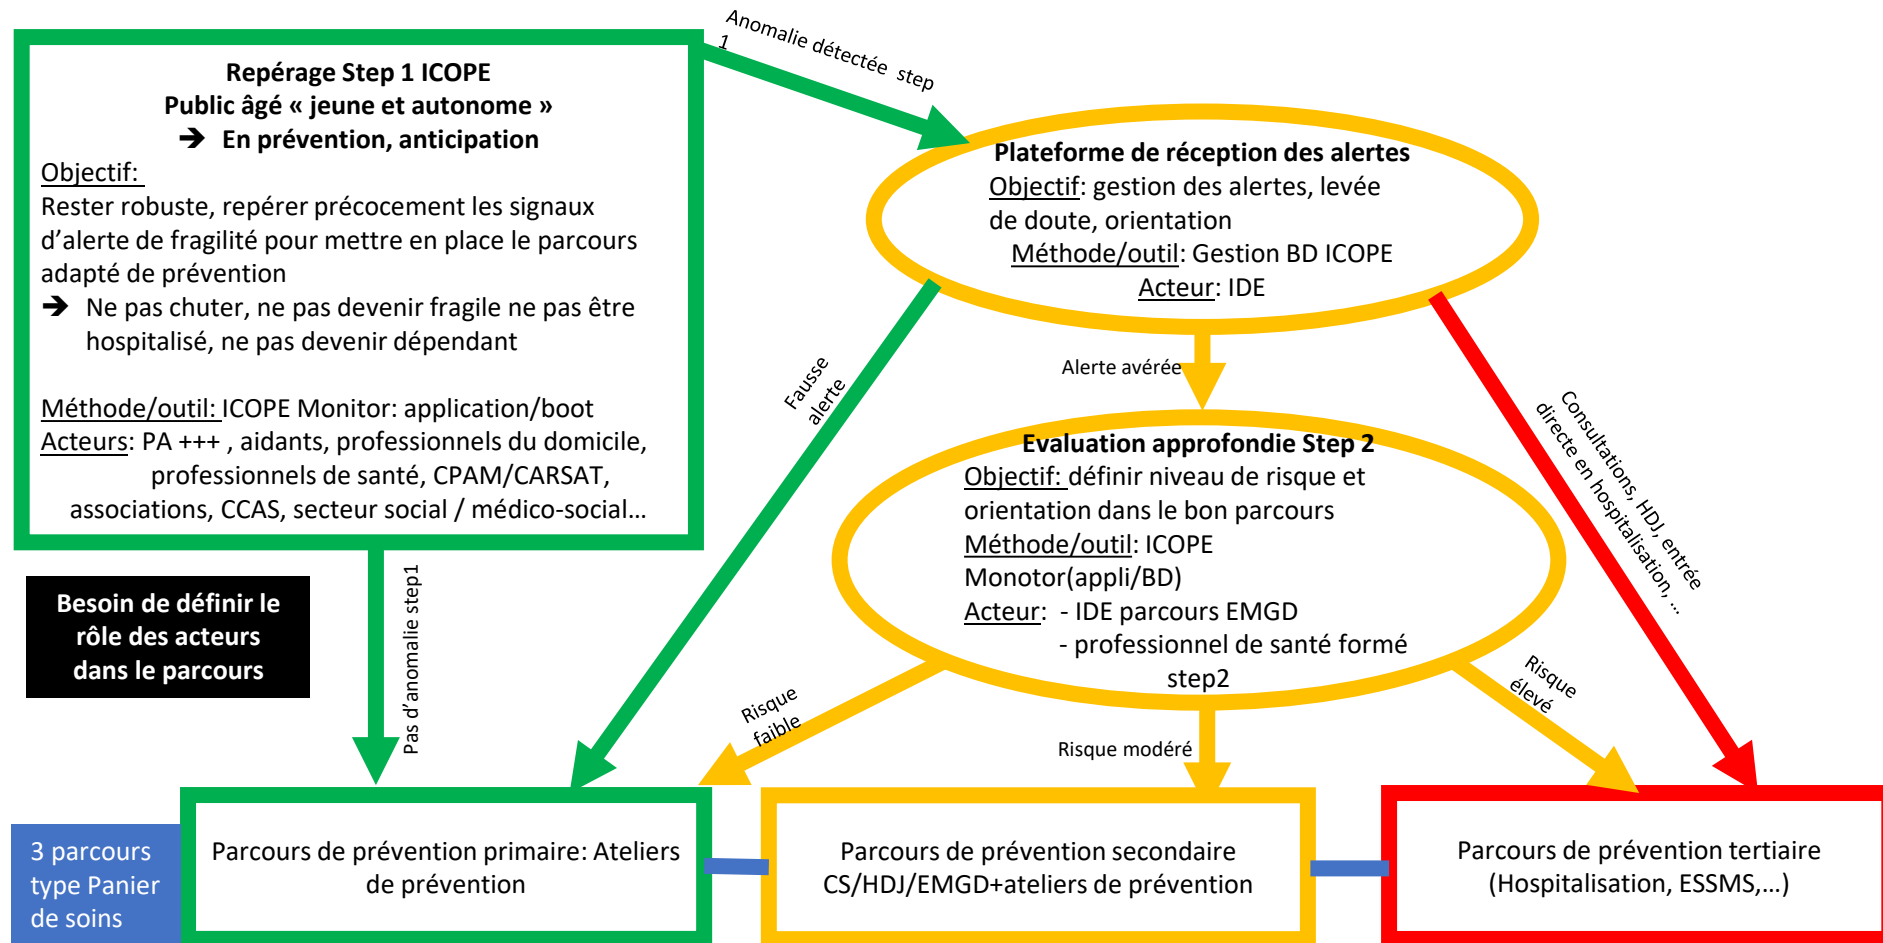 Repérage Step 1 ICOPE
Public âgé « jeune et autonome »
➔ En prévention, anticipation
Objectif:
Rester robuste, repérer précocement les signaux
d’alerte de fragilité pour mettre en place le parcours
adapté de prévention
➔ Ne pas chuter, ne pas devenir fragile ne pas être
hospitalisé, ne pas devenir dépendant
Méthode/outil: ICOPE Monitor: application/boot
Acteurs: PA +++ , aidants, professionnels du domicile,
professionnels de santé, CPAM/CARSAT,
associations, CCAS, secteur social / médico-social…
Anomalie détectée step
1
Plateforme de réception des alertes
Objectif: gestion des alertes, levée
de doute, orientation
Méthode/outil: Gestion BD ICOPE
Acteur: IDE
Fausse
alerte
Alerte avérée
Consultations, HDJ, entrée
directe en hospitalisation, …
Evaluation approfondie Step 2
Objectif: définir niveau de risque et
orientation dans le bon parcours
Méthode/outil: ICOPE
Monotor(appli/BD)
Acteur: - IDE parcours EMGD
- professionnel de santé formé
step2
Besoin de définir le
rôle des acteurs
dans le parcours
Pas d’anomalie step1
Risque
faible
Risque modéré
Risque
élevé
3 parcours
type Panier
de soins
Parcours de prévention primaire: Ateliers
de prévention
Parcours de prévention secondaire
CS/HDJ/EMGD+ateliers de prévention
Parcours de prévention tertiaire
(Hospitalisation, ESSMS,…)